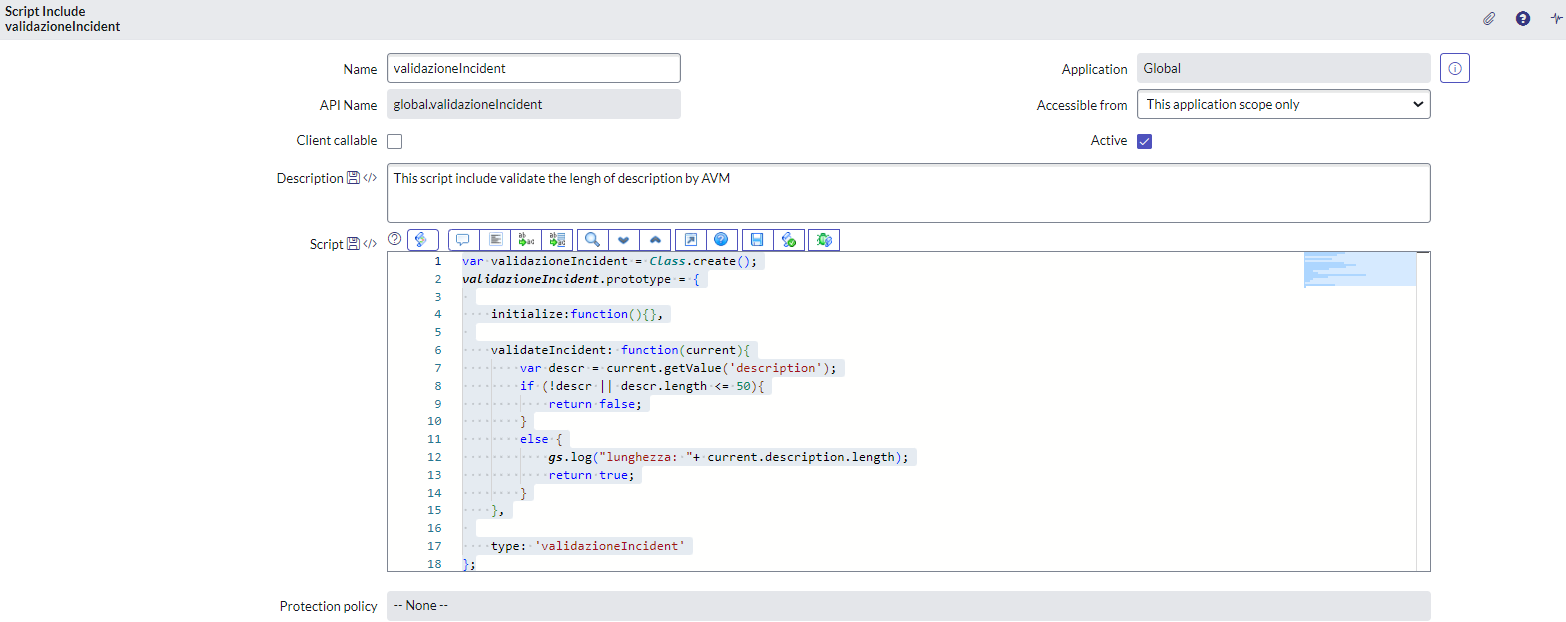 Script Include
validazioneIncident
Name validazioneIncident
Application Global
API Name global.validazioneIncident
Accessible from This application scope only
Client callable
Active
Description </> This script include validate the lengh of description by AVM
Script </>
1 var validazioneIncident = Class.create();
2 validazioneIncident.prototype = {
3
4 initialize:function(){},
5
6 validateIncident: function(current){
7 var descr = current.getValue('description');
8 if (!descr || descr.length <= 50){
9 return false;
10 }
11 else {
12 gs.log("lunghezza: "+ current.description.length);
13 return true;
14 }
15 },
16
17 type: 'validazioneIncident'
18 };
Protection policy -- None --